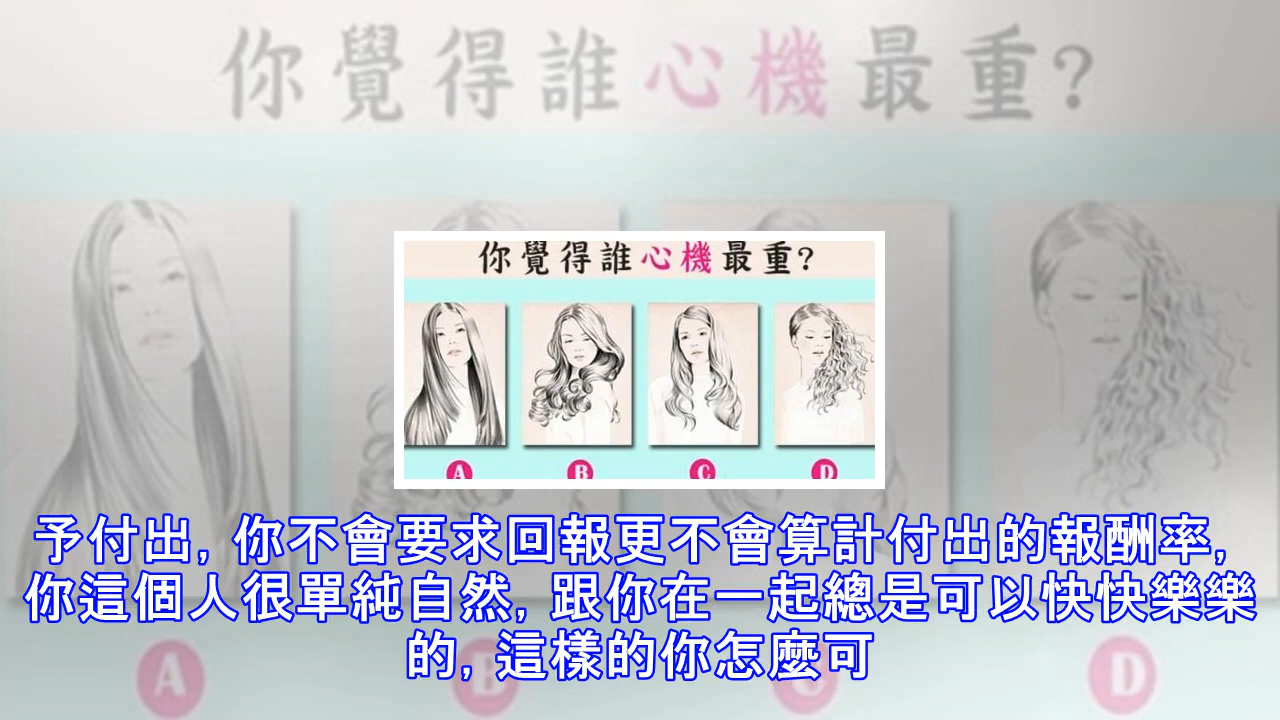 你覺得誰心機最重?
你覺得誰心機最重?
A
B
C
D
予付出, 你不會要求回報更不會算計付出的報酬率,
你這個人很單純自然, 跟你在一起總是可以快快樂樂
的, 這樣的你怎麼可
A
B
C
D